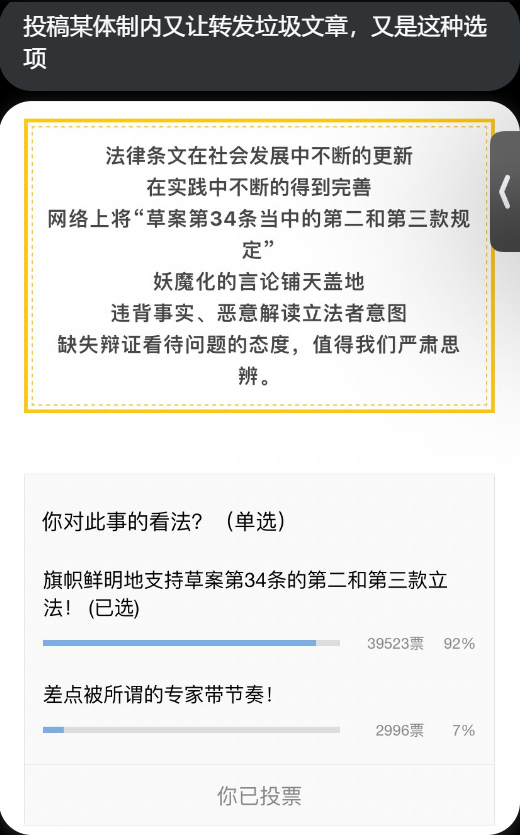 投稿某体制内又让转发垃圾文章，又是这种选
项
法律条文在社会发展中不断的更新
在实践中不断的得到完善
网络上将“草案第34条当中的第二和第三款规
定”
妖魔化的言论铺天盖地
违背事实、恶意解读立法者意图
缺失辩证看待问题的态度，值得我们严肃思
辨。
你对此事的看法？（单选）
旗帜鲜明地支持草案第34条的第二和第三款立
法！ (已选)
39523票 92%
差点被所谓的专家带节奏！
2996票 7%
你已投票